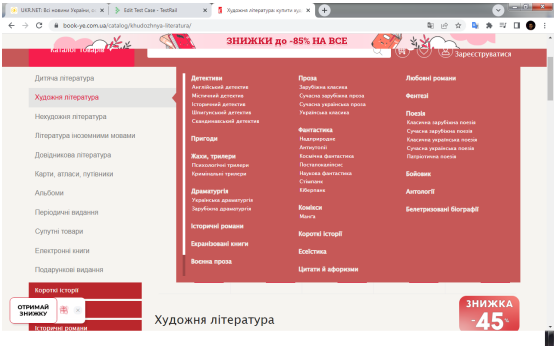 UKR.NET: Всі новини України, о
Edit Test Case - TestRail
Художня література: купити кух
book-ye.com.ua/catalog/khudozhnya-literatura/
ЗНИЖКИ до -85% НА ВСЕ
Каталог товарів
Зареєструватися
Дитяча література
Художня література
Нехудожня література
Література іноземними мовами
Довідникова література
Карти, атласи, путівники
Альбоми
Періодичні видання
Супутні товари
Електронні книги
Подарункові видання
Короткі історії
Історичні романи
Детективи
Англійський детектив
Містичний детектив
Історичний детектив
Шпигунський детектив
Скандинавський детектив
Пригоди
Жахи, трилери
Психологічні трилери
Кримінальні трилери
Драматургія
Українська драматургія
Зарубіжна драматургія
Історичні романи
Екранізовані книги
Воєнна проза
Проза
Зарубіжна класика
Сучасна зарубіжна проза
Сучасна українська проза
Українська класика
Фантастика
Надприродне
Антиутопії
Космічна фантастика
Постапокаліпсис
Наукова фантастика
Стімпанк
Кіберпанк
Комікси
Манга
Короткі історії
Есеїстика
Цитати й афоризми
Любовні романи
Фентезі
Поезія
Класична зарубіжна поезія
Сучасна зарубіжна поезія
Класична українська поезія
Сучасна українська поезія
Патріотична поезія
Бойовик
Антології
Белетризовані біографії
ОТРИМАЙ
ЗНИЖКУ
Художня література
ЗНИЖКА
-45%